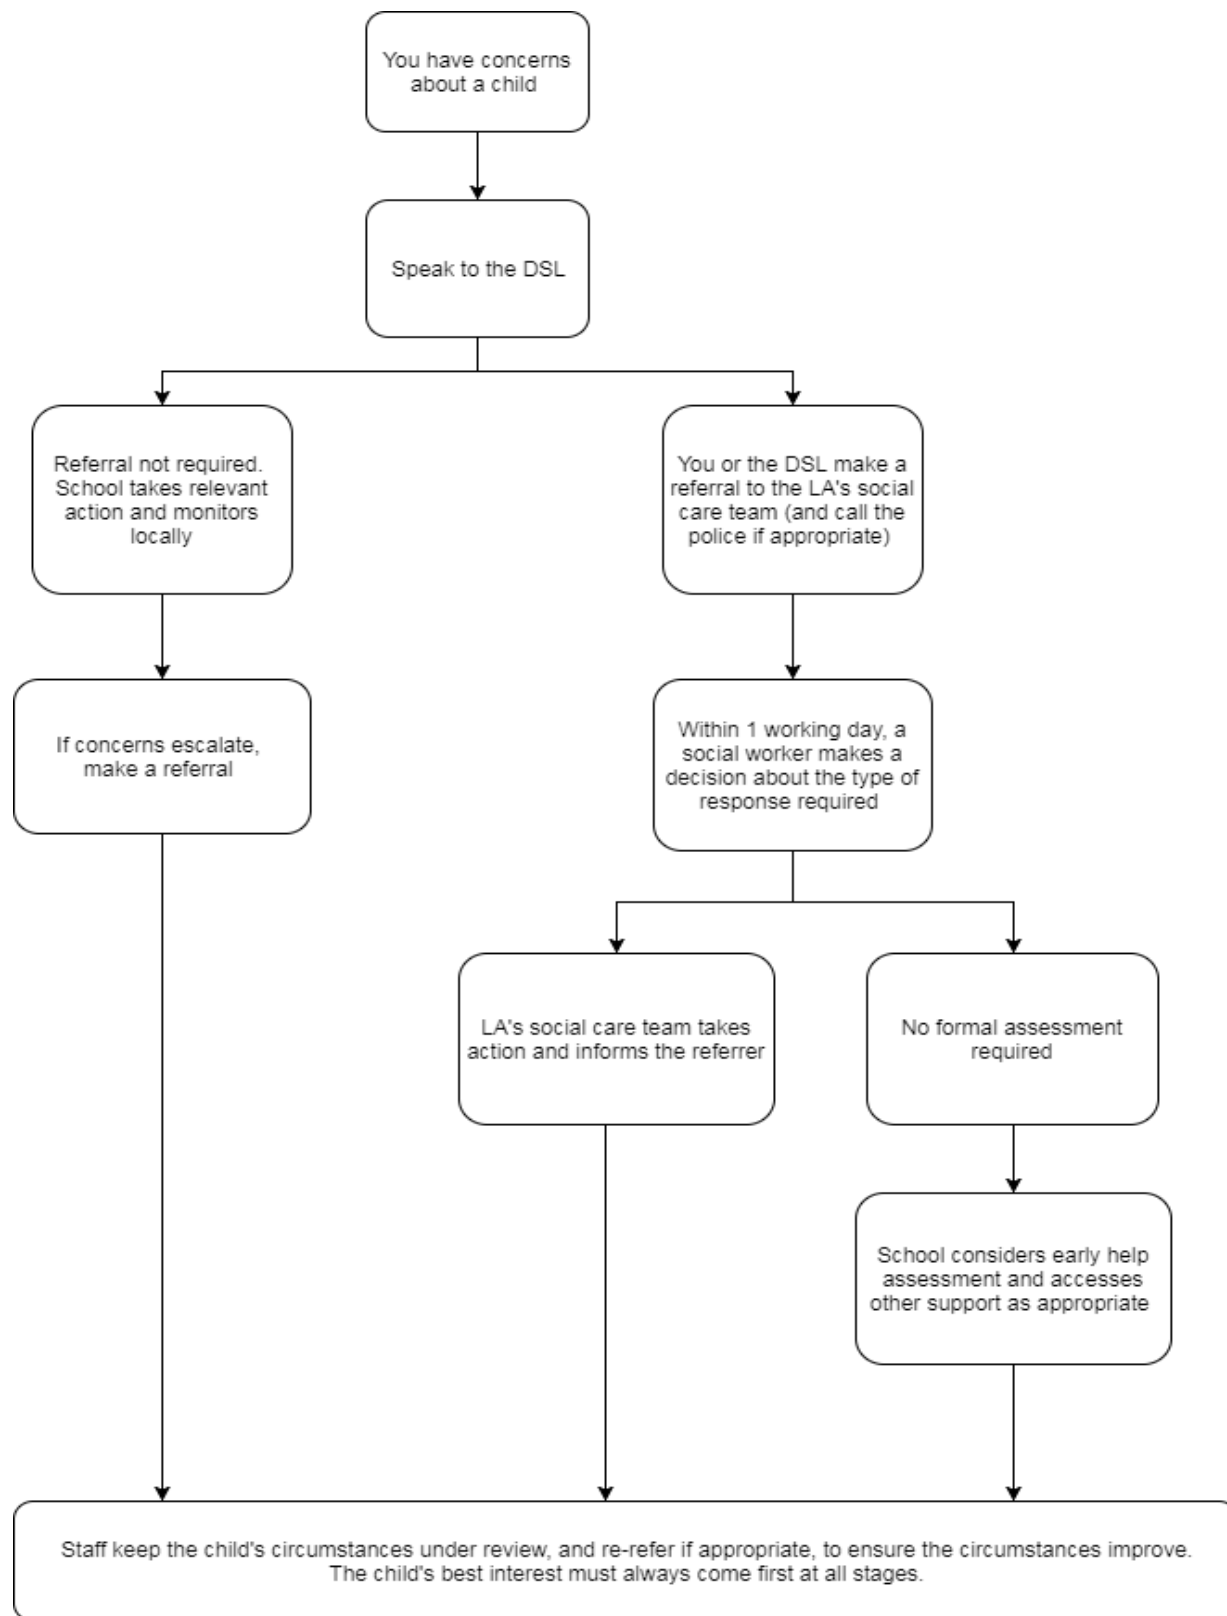 You have concerns
about a child
Speak to the DSL
Referral not required.
School takes relevant
action and monitors
locally
You or the DSL make a
referral to the LA's social
care team (and call the
police if appropriate)
If concerns escalate,
make a referral
Within 1 working day, a
social worker makes a
decision about the type of
response required
LA's social care team takes
action and informs the referrer
No formal assessment
required
School considers early help
assessment and accesses
other support as appropriate
Staff keep the child's circumstances under review, and re-refer if appropriate, to ensure the circumstances improve.
The child's best interest must always come first at all stages.